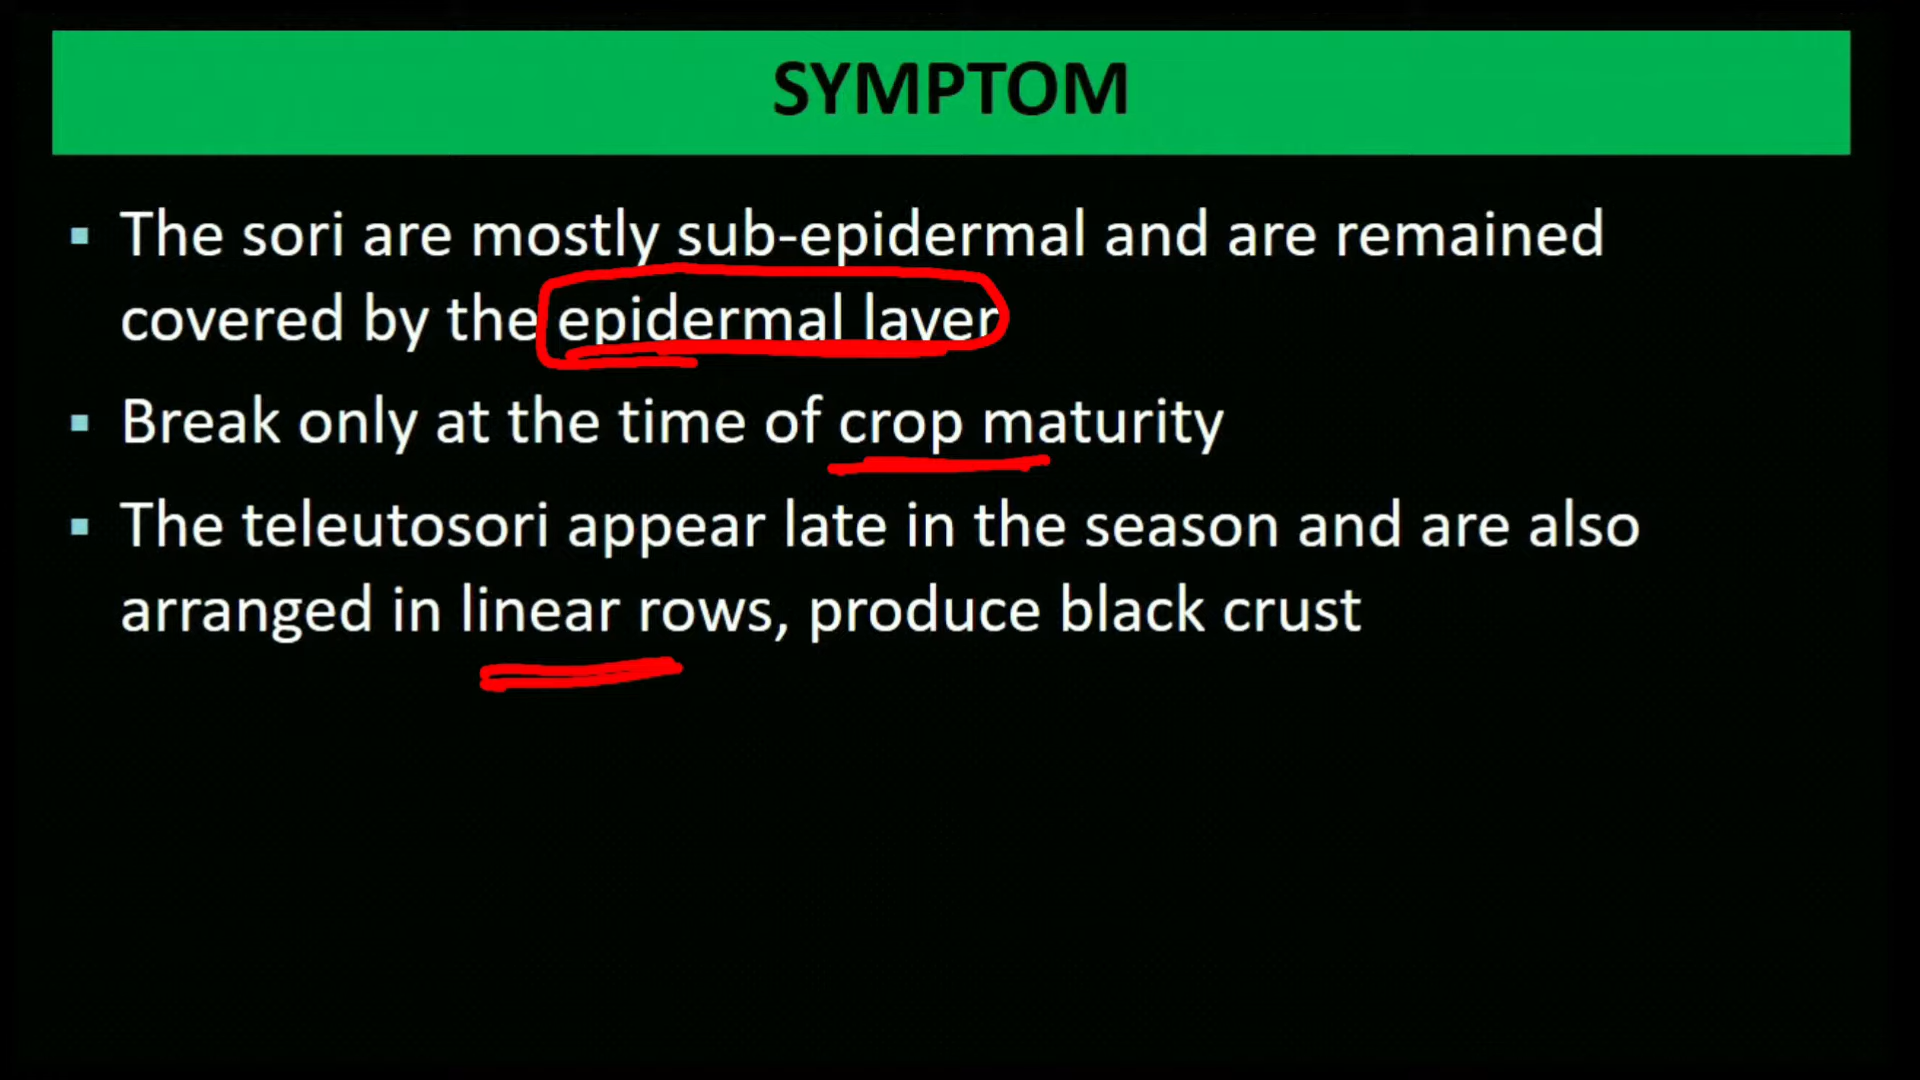 SYMPTOM
▪ The sori are mostly sub-epidermal and are remained
covered by the epidermal layer
▪ Break only at the time of crop maturity
▪ The teleutosori appear late in the season and are also
arranged in linear rows, produce black crust